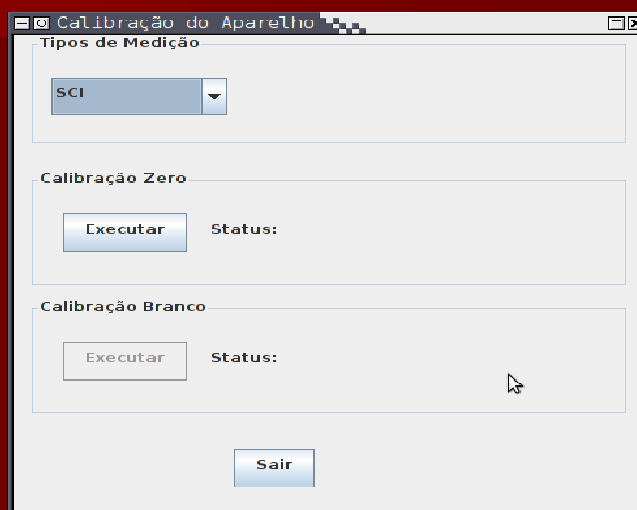 Calibração do Aparelho
Tipos de Medição
SCI
Calibração Zero
Executar Status:
Calibração Branco
Executar Status:
Sair